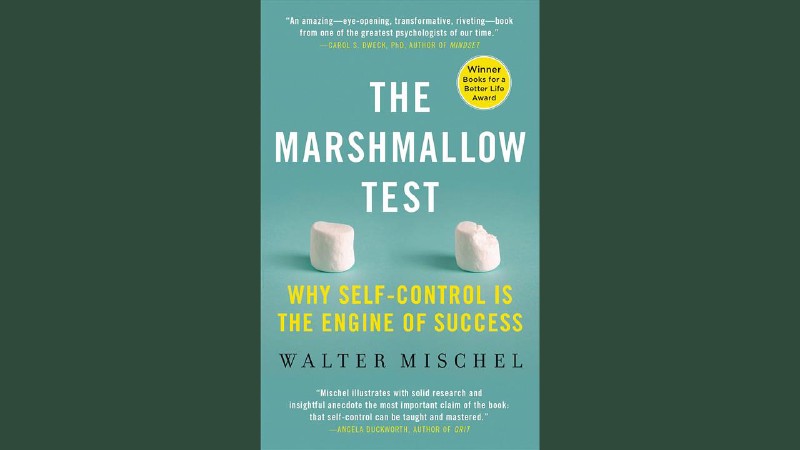 "An amazing—eye-opening, transformative, riveting—book
from one of the greatest psychologists of our time."
—CAROL S. DWECK, PhD, AUTHOR OF MINDSET
Winner
Books for a
Better Life
Award
THE
MARSHMALLOW
TEST
WHY SELF-CONTROL IS
THE ENGINE OF SUCCESS
WALTER MISCHEL
"Mischel illustrates with solid research and
insightful anecdote the most important claim of the book:
that self-control can be taught and mastered."
—ANGELA DUCKWORTH, AUTHOR OF GRIT